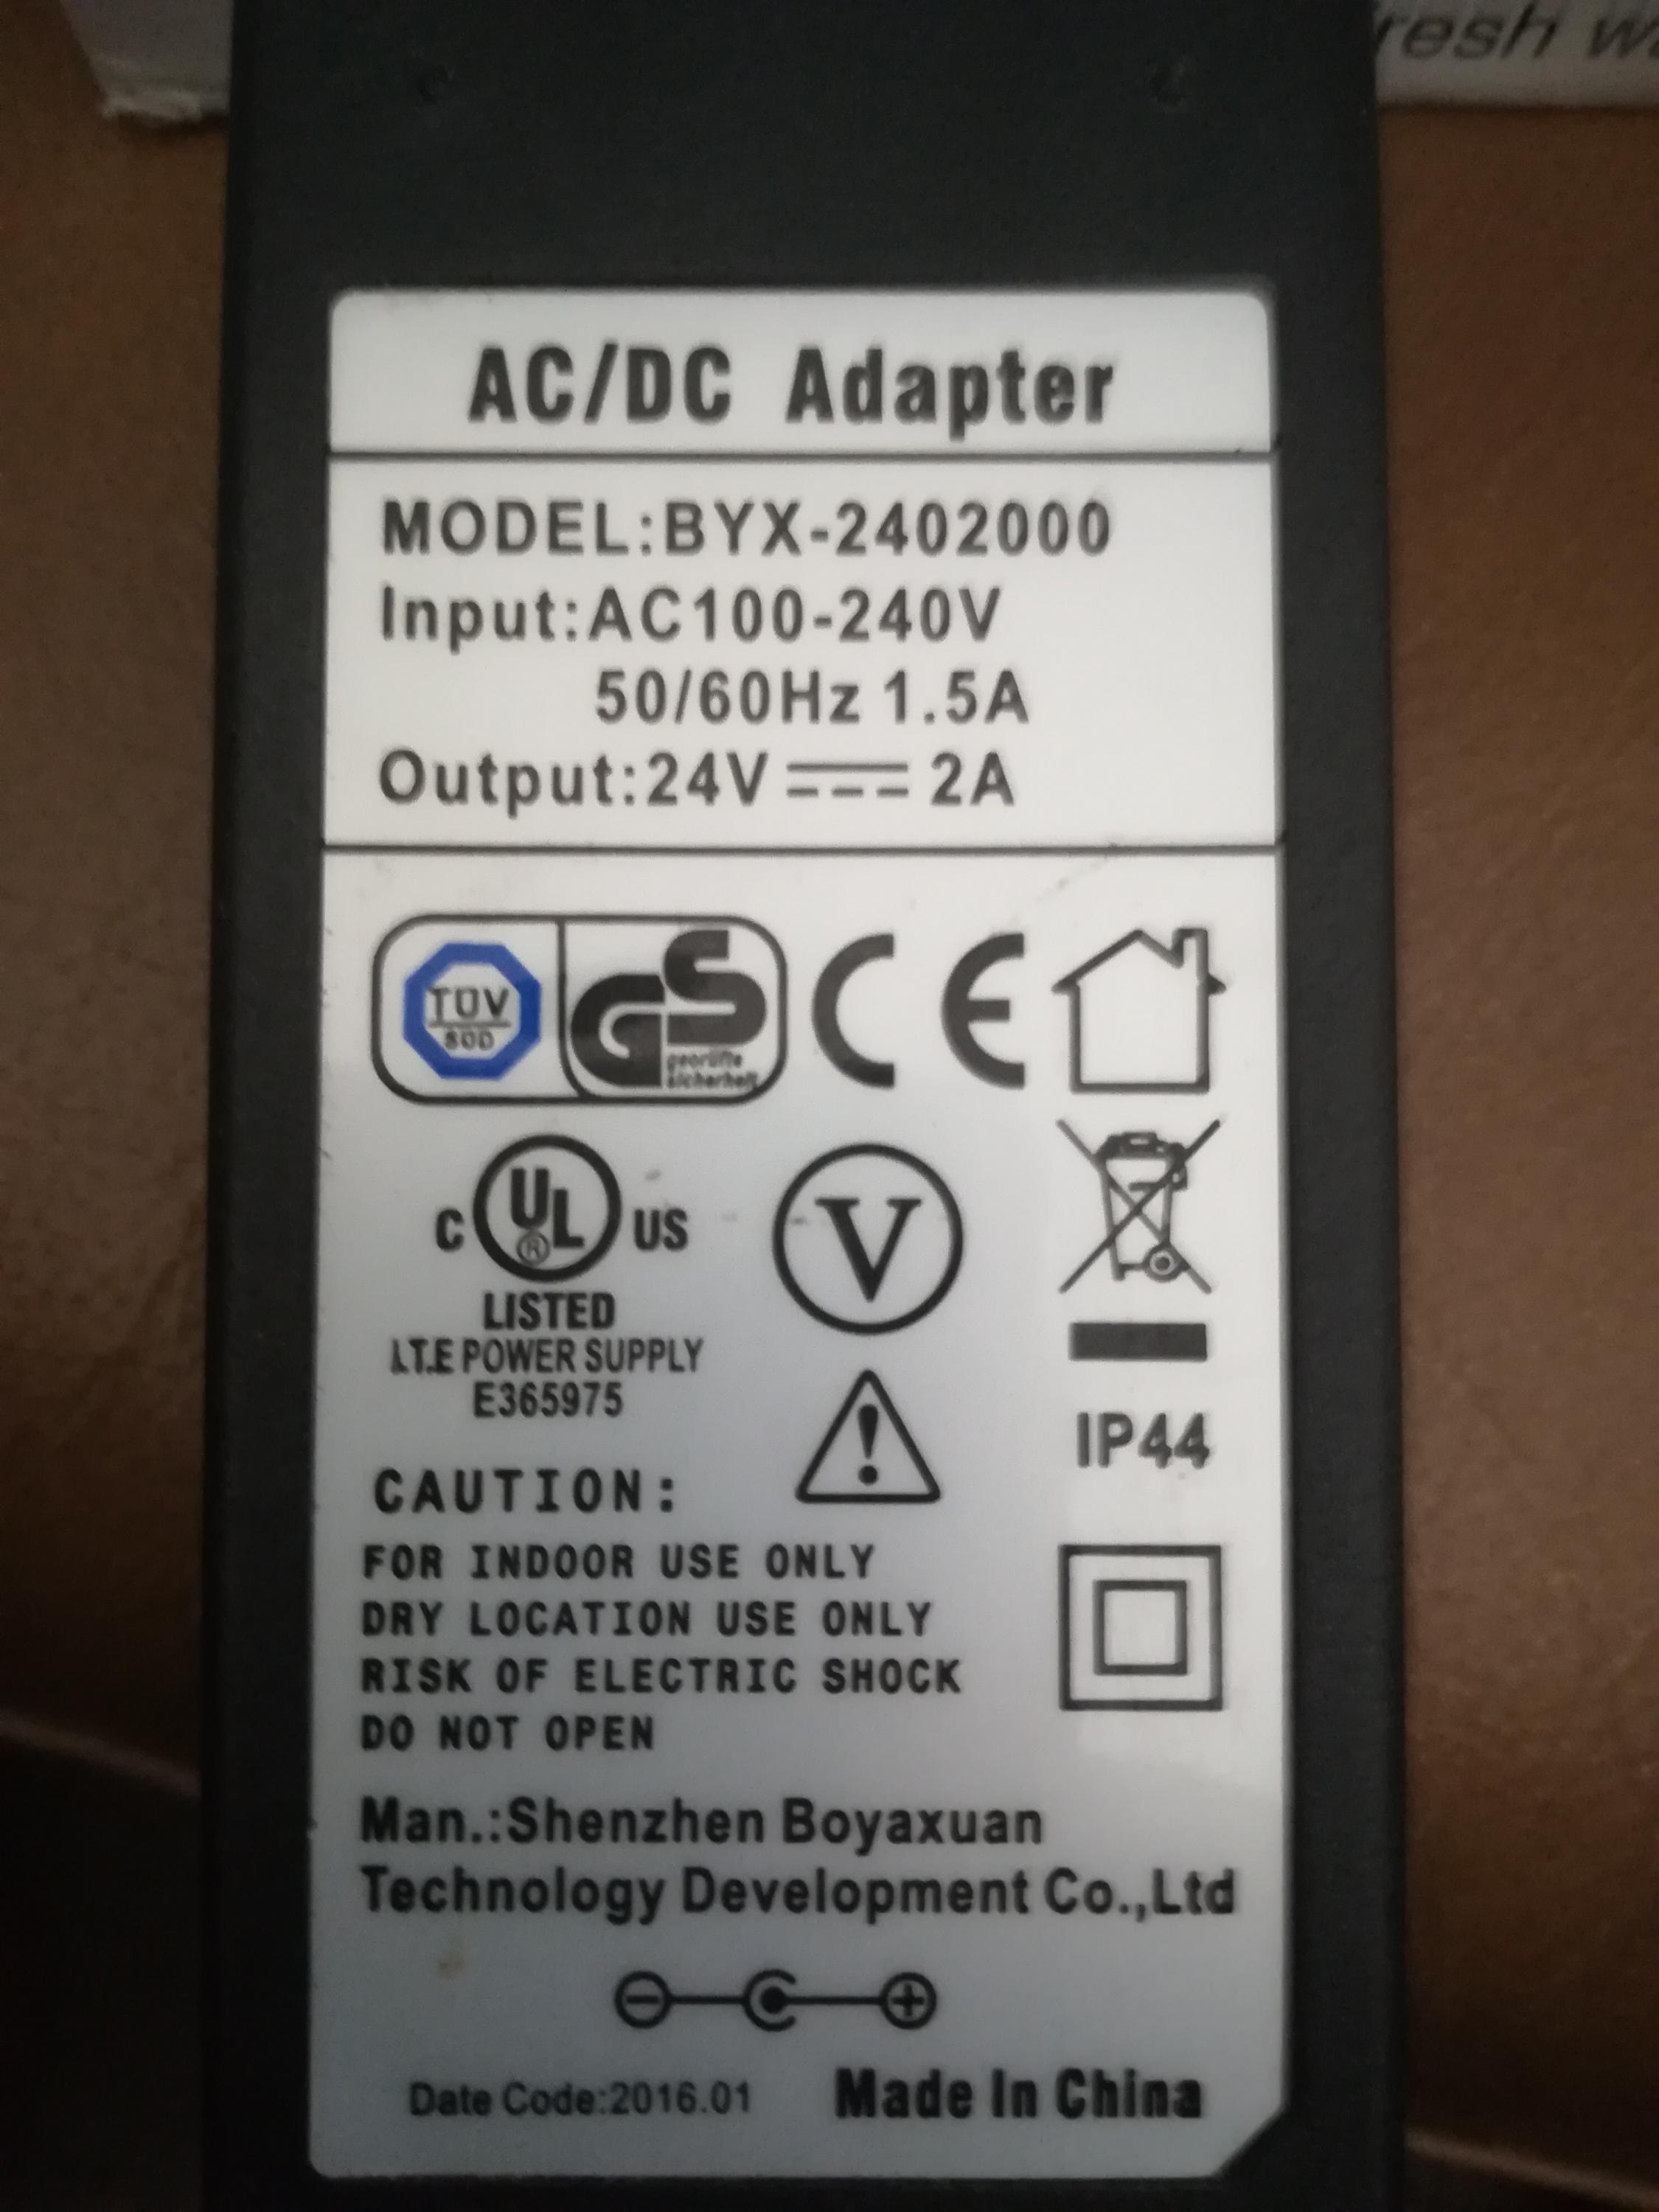 resh wa
AC/DC Adapter
MODEL:BYX-2402000
Input:AC100-240V
50/60Hz 1.5A
Output:24V 2A
TÜV
SÜD
GS
geprüfte
sicherheit
CE
C UL® US
LISTED
I.T.E POWER SUPPLY
E365975
V
!
IP44
CAUTION:
FOR INDOOR USE ONLY
DRY LOCATION USE ONLY
RISK OF ELECTRIC SHOCK
DO NOT OPEN
Man.:Shenzhen Boyaxuan
Technology Development Co.,Ltd
Date Code:2016.01 Made In China